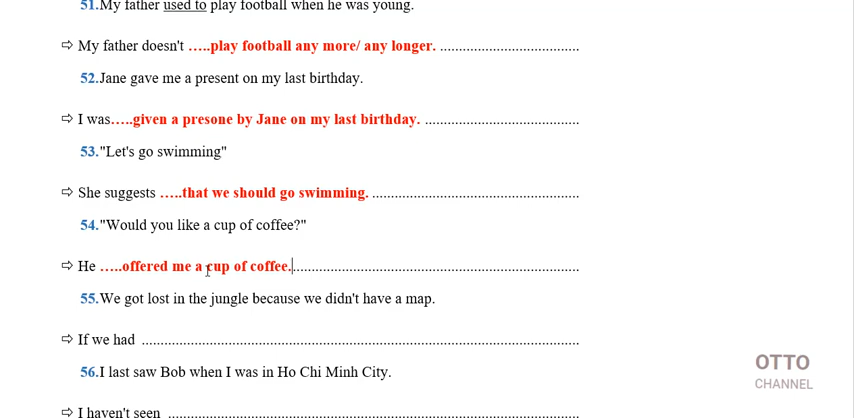 51.My father used to play football when he was young.
⇨ My father doesn't .....play football any more/ any longer. ..................................
52.Jane gave me a present on my last birthday.
⇨ I was.....given a presone by Jane on my last birthday. ......................................
53."Let's go swimming"
⇨ She suggests .....that we should go swimming. ...................................................
54."Would you like a cup of coffee?"
⇨ He .....offered me a cup of coffee.......................................................................
55.We got lost in the jungle because we didn't have a map.
⇨ If we had ............................................................................................................
56.I last saw Bob when I was in Ho Chi Minh City.
⇨ I haven't seen .....................................................................................................
OTTO
CHANNEL